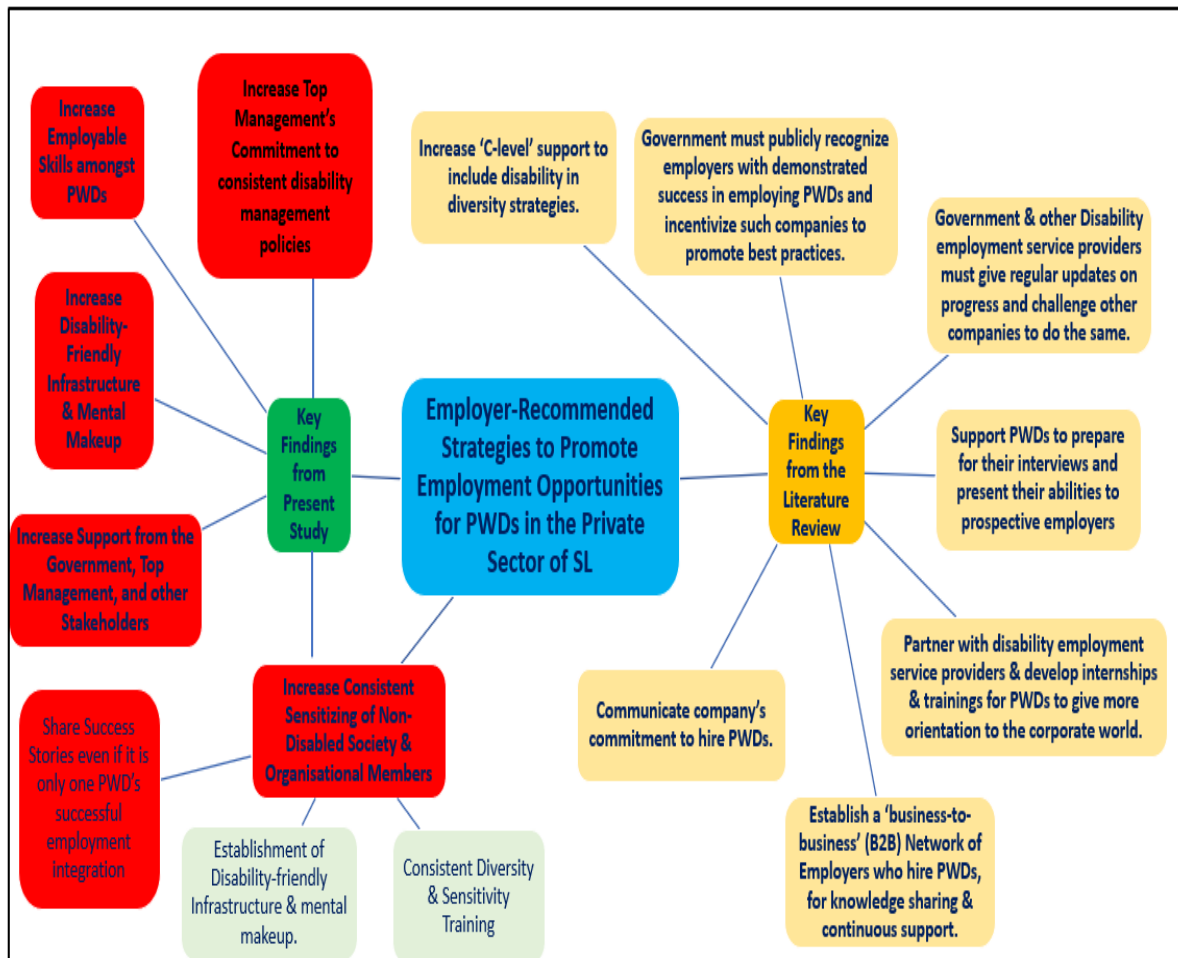 Increase
Employable
Skills amongst
PWDs
Increase Top
Management's
Commitment to
consistent disability
management
policies
Increase
Disability-
Friendly
Infrastructure
& Mental
Makeup
Increase Support from the
Government, Top
Management, and other
Stakeholders
Key
Findings
from
Present
Study
Employer-Recommended
Strategies to Promote
Employment Opportunities
for PWDs in the Private
Sector of SL
Increase Consistent
Sensitizing of Non-
Disabled Society &
Organisational Members
Share Success
Stories even if it is
only one PWD's
successful
employment
integration
Establishment of
Disability-friendly
Infrastructure & mental
makeup.
Consistent Diversity
& Sensitivity
Training
Increase ‘C-level’ support to
include disability in
diversity strategies.
Government must publicly recognize
employers with demonstrated
success in employing PWDs and
incentivize such companies to
promote best practices.
Government & other Disability
employment service providers
must give regular updates on
progress and challenge other
companies to do the same.
Key
Findings
from the
Literature
Review
Support PWDs to prepare
for their interviews and
present their abilities to
prospective employers
Partner with disability employment
service providers & develop internships
& trainings for PWDs to give more
orientation to the corporate world.
Communicate company's
commitment to hire PWDs.
Establish a ‘business-to-
business’ (B2B) Network of
Employers who hire PWDs,
for knowledge sharing &
continuous support.